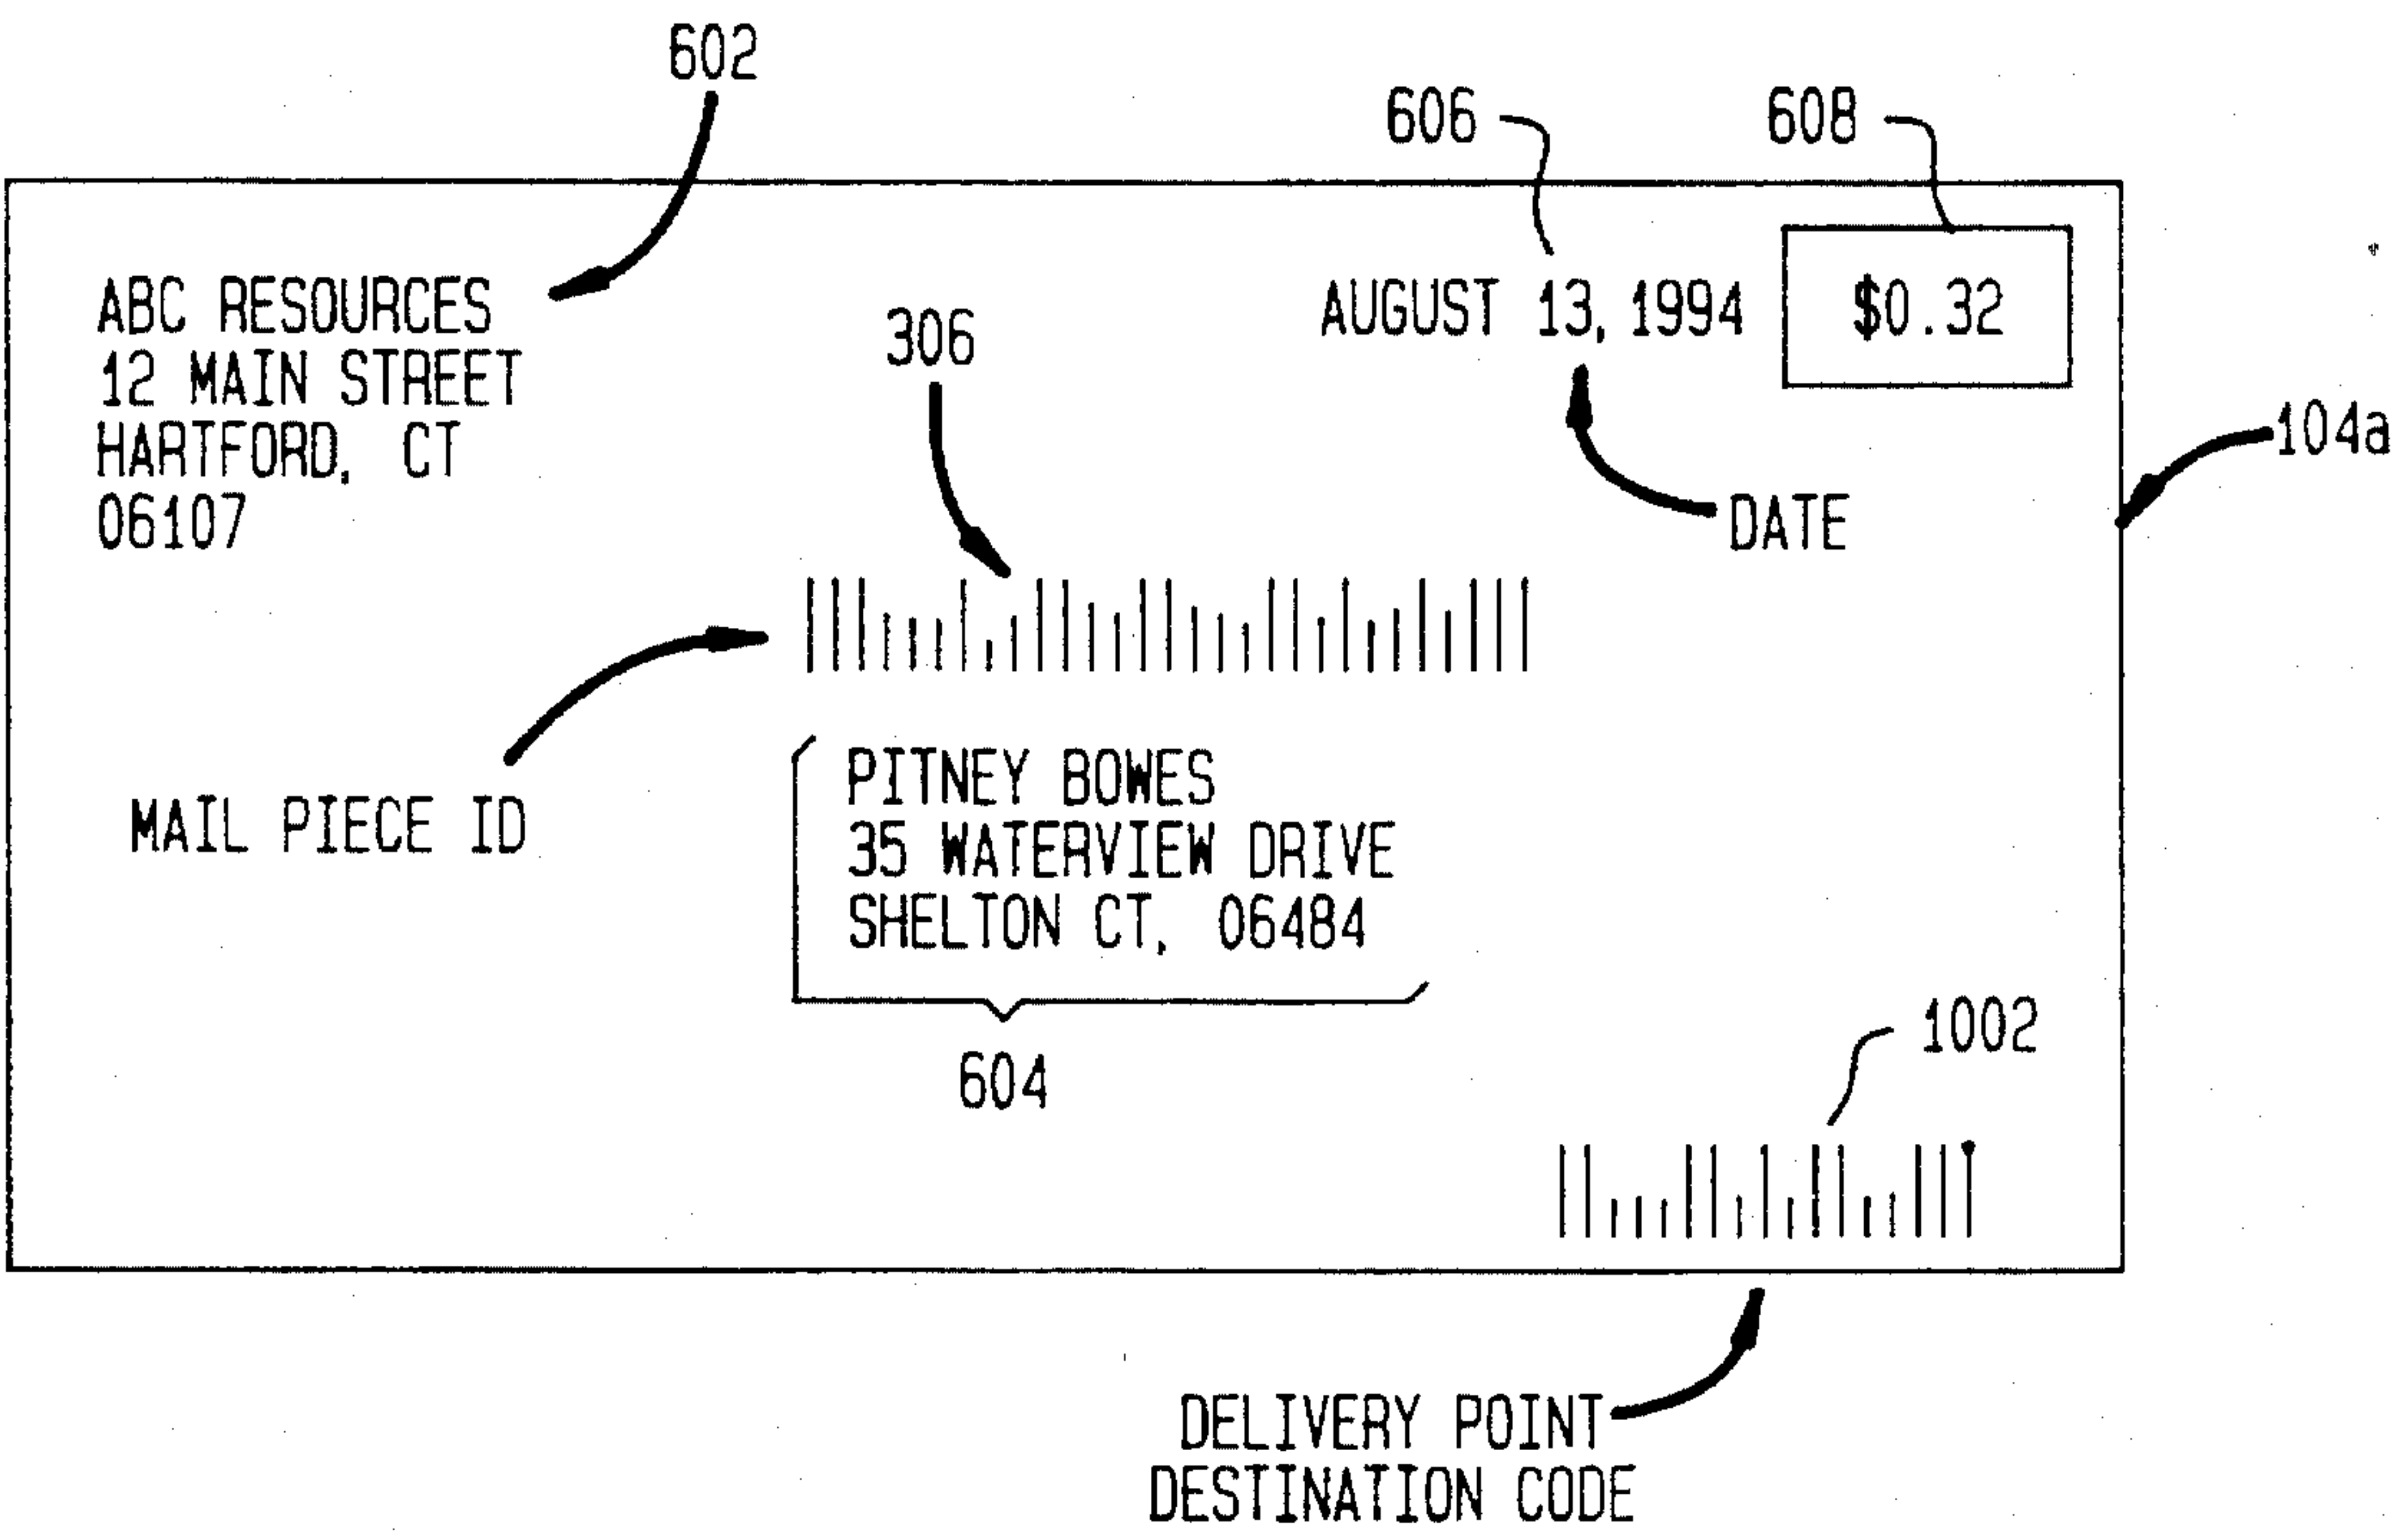 602
606
608
ABC RESOURCES
12 MAIN STREET
HARTFORD, CT
06107
306
AUGUST 13, 1994
$0.32
104a
DATE
MAIL PIECE ID
PITNEY BOWES
35 WATERVIEW DRIVE
SHELTON CT, 06484
604
1002
DELIVERY POINT
DESTINATION CODE